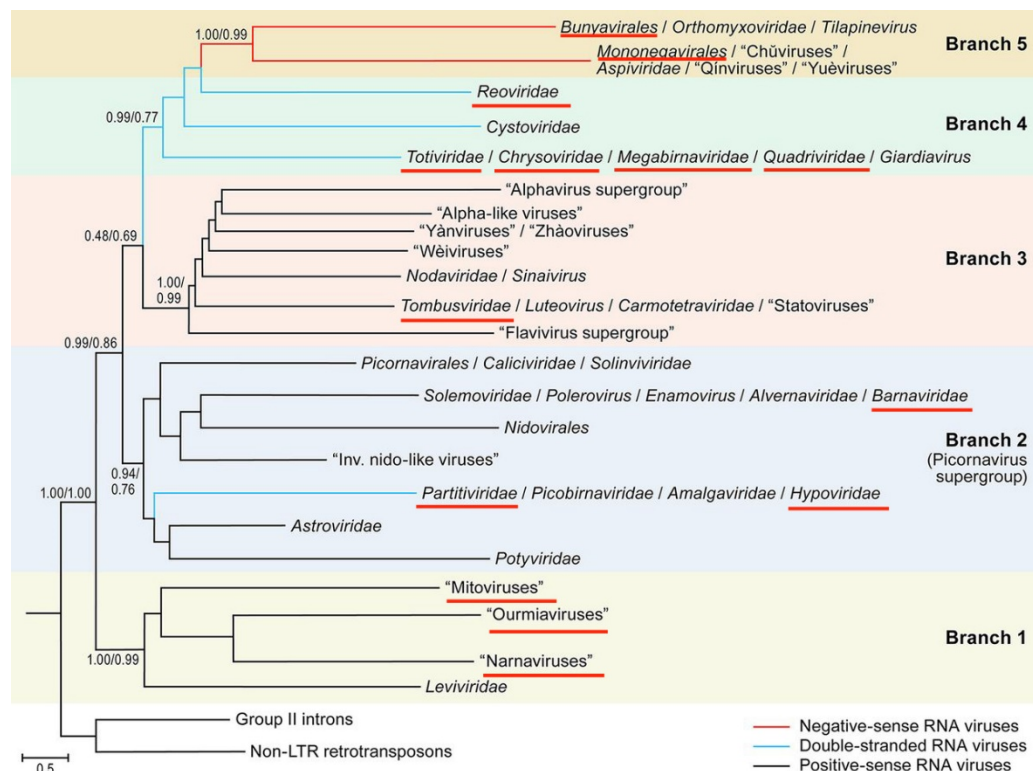 1.00/0.99
Bunyavirales / Orthomyxoviridae / Tilapinevirus
Branch 5
Mononegavirales / “Chŭviruses” /
Aspiviridae / “Qínviruses” / “Yuèviruses”
Reoviridae
0.99/0.77
Cystoviridae
Branch 4
Totiviridae / Chrysoviridae / Megabirnaviridae / Quadriviridae / Giardiavirus
“Alphavirus supergroup”
“Alpha-like viruses”
“Yànviruses” / “Zhàoviruses”
0.48/0.69
“Wèiviruses”
Branch 3
Nodaviridae / Sinaivirus
1.00/
0.99
Tombusviridae / Luteovirus / Carmotetraviridae / “Statoviruses”
“Flavivirus supergroup”
0.99/0.86
Picornavirales / Caliciviridae / Solinviviridae
Solemoviridae / Polerovirus / Enamovirus / Alvernaviridae / Barnaviridae
Nidovirales
Branch 2
(Picornavirus
supergroup)
“Inv. nido-like viruses”
0.94/
0.76
1.00/1.00
Partitiviridae / Picobirnaviridae / Amalgaviridae / Hypoviridae
Astroviridae
Potyviridae
“Mitoviruses”
“Ourmiaviruses”
Branch 1
1.00/0.99
“Narnaviruses”
Leviviridae
Group II introns
Non-LTR retrotransposons
0.5
Negative-sense RNA viruses
Double-stranded RNA viruses
Positive-sense RNA viruses